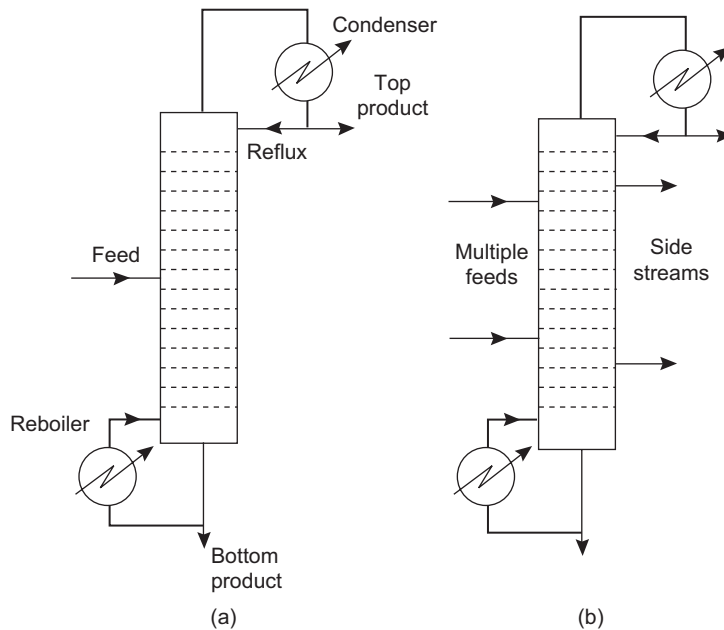 Condenser
Top
product
Reflux
Feed
Reboiler
Bottom
product
(a)
Multiple
feeds
Side
streams
(b)